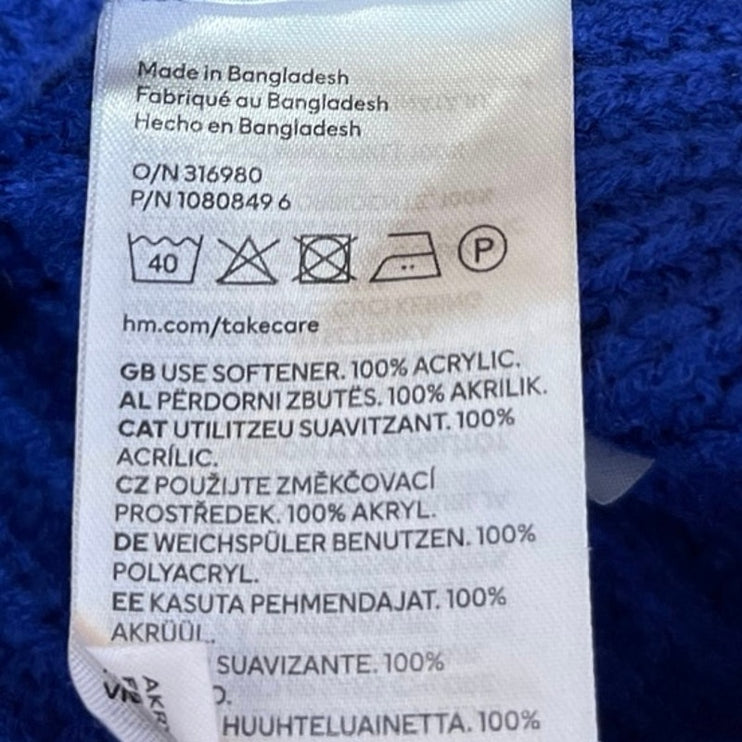 Made in Bangladesh
Fabriqué au Bangladesh
Hecho en Bangladesh
O/N 316980
P/N 1080849 6
40 P
hm.com/takecare
GB USE SOFTENER. 100% ACRYLIC.
AL PËRDORNI ZBUTËS. 100% AKRILIK.
CAT UTILITZEU SUAVITZANT. 100%
ACRÍLIC.
CZ POUŽIJTE ZMĚKČOVACÍ
PROSTŘEDEK. 100% AKRYL.
DE WEICHSPÜLER BENUTZEN. 100%
POLYACRYL.
EE KASUTA PEHMENDAJAT. 100%
AKRÜÜL.
SUAVIZANTE. 100%
HUUHTELUAINETTA. 100%